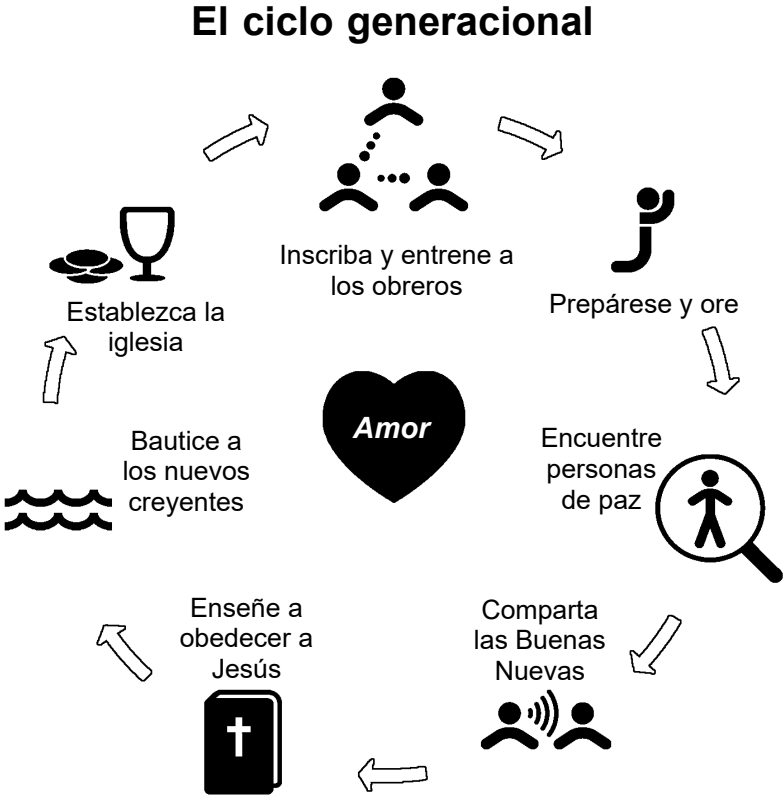 El ciclo generacional
Inscriba y entrene a
los obreros
Prepárese y ore
Encuentre
personas
de paz
Comparta
las Buenas
Nuevas
Enseñe a
obedecer a
Jesús
Bautice a
los nuevos
creyentes
Establezca la
iglesia
Amor